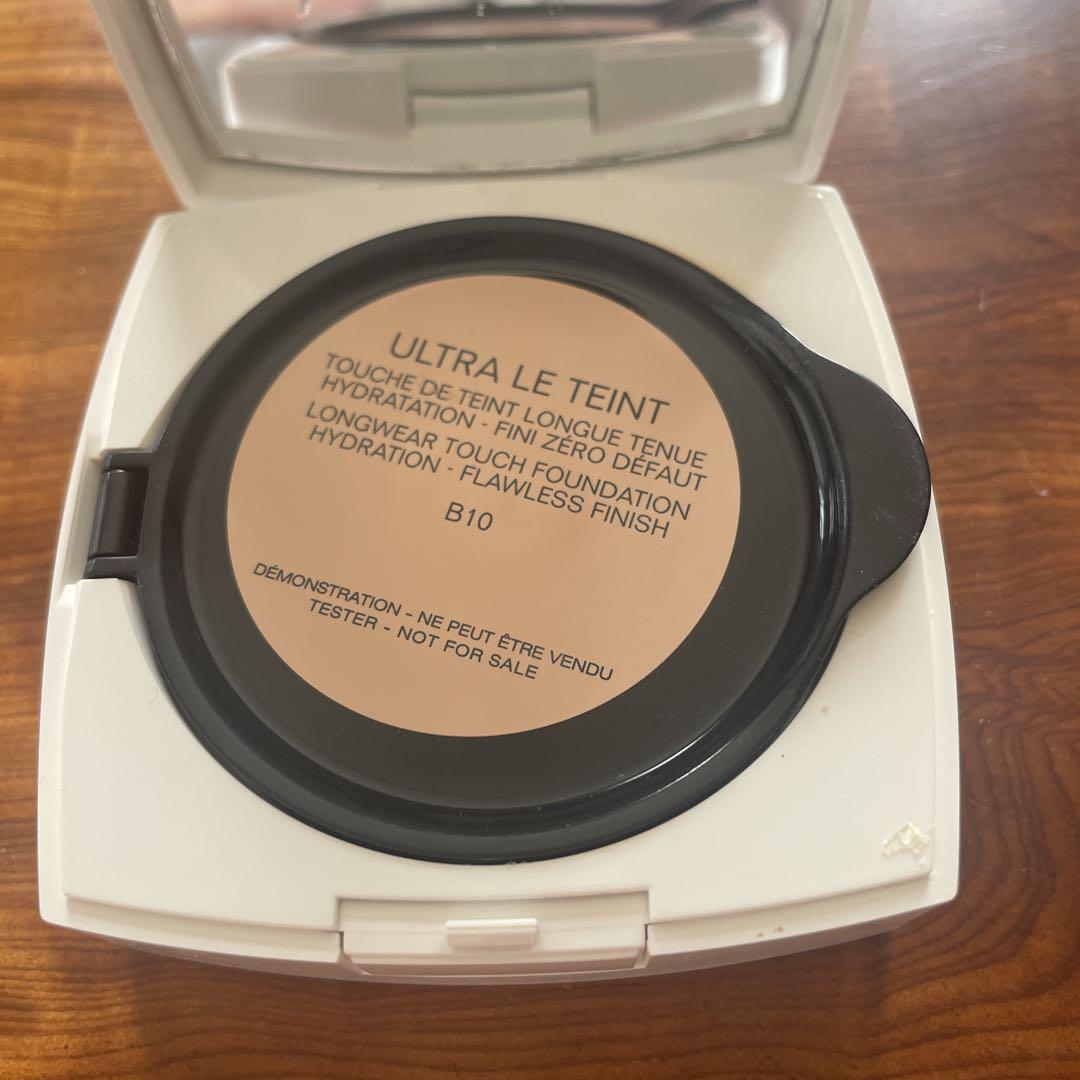 ULTRA LE TEINT
TOUCHE DE TEINT LONGUE TENUE
HYDRATATION - FINI ZÉRO DÉFAUT
LONGWEAR TOUCH FOUNDATION
HYDRATION - FLAWLESS FINISH
B10
DÉMONSTRATION - NE PEUT ÊTRE VENDU
TESTER - NOT FOR SALE